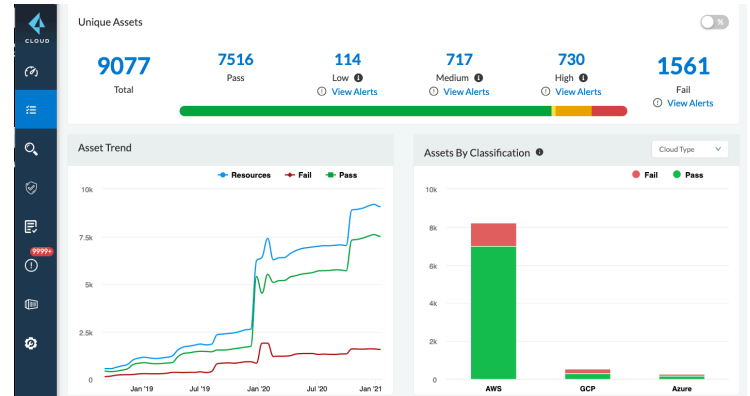 CLOUD
9999+
Unique Assets
%
9077
Total
7516
Pass
114
Low
View Alerts
717
Medium
View Alerts
730
High
View Alerts
1561
Fail
View Alerts
Asset Trend
Resources Fail Pass
10k
7.5k
5k
2.5k
0
Jan '19 Jul '19 Jan '20 Jul '20 Jan '21
Assets By Classification
Cloud Type
Fail Pass
10k
8k
6k
4k
2k
0
AWS GCP Azure